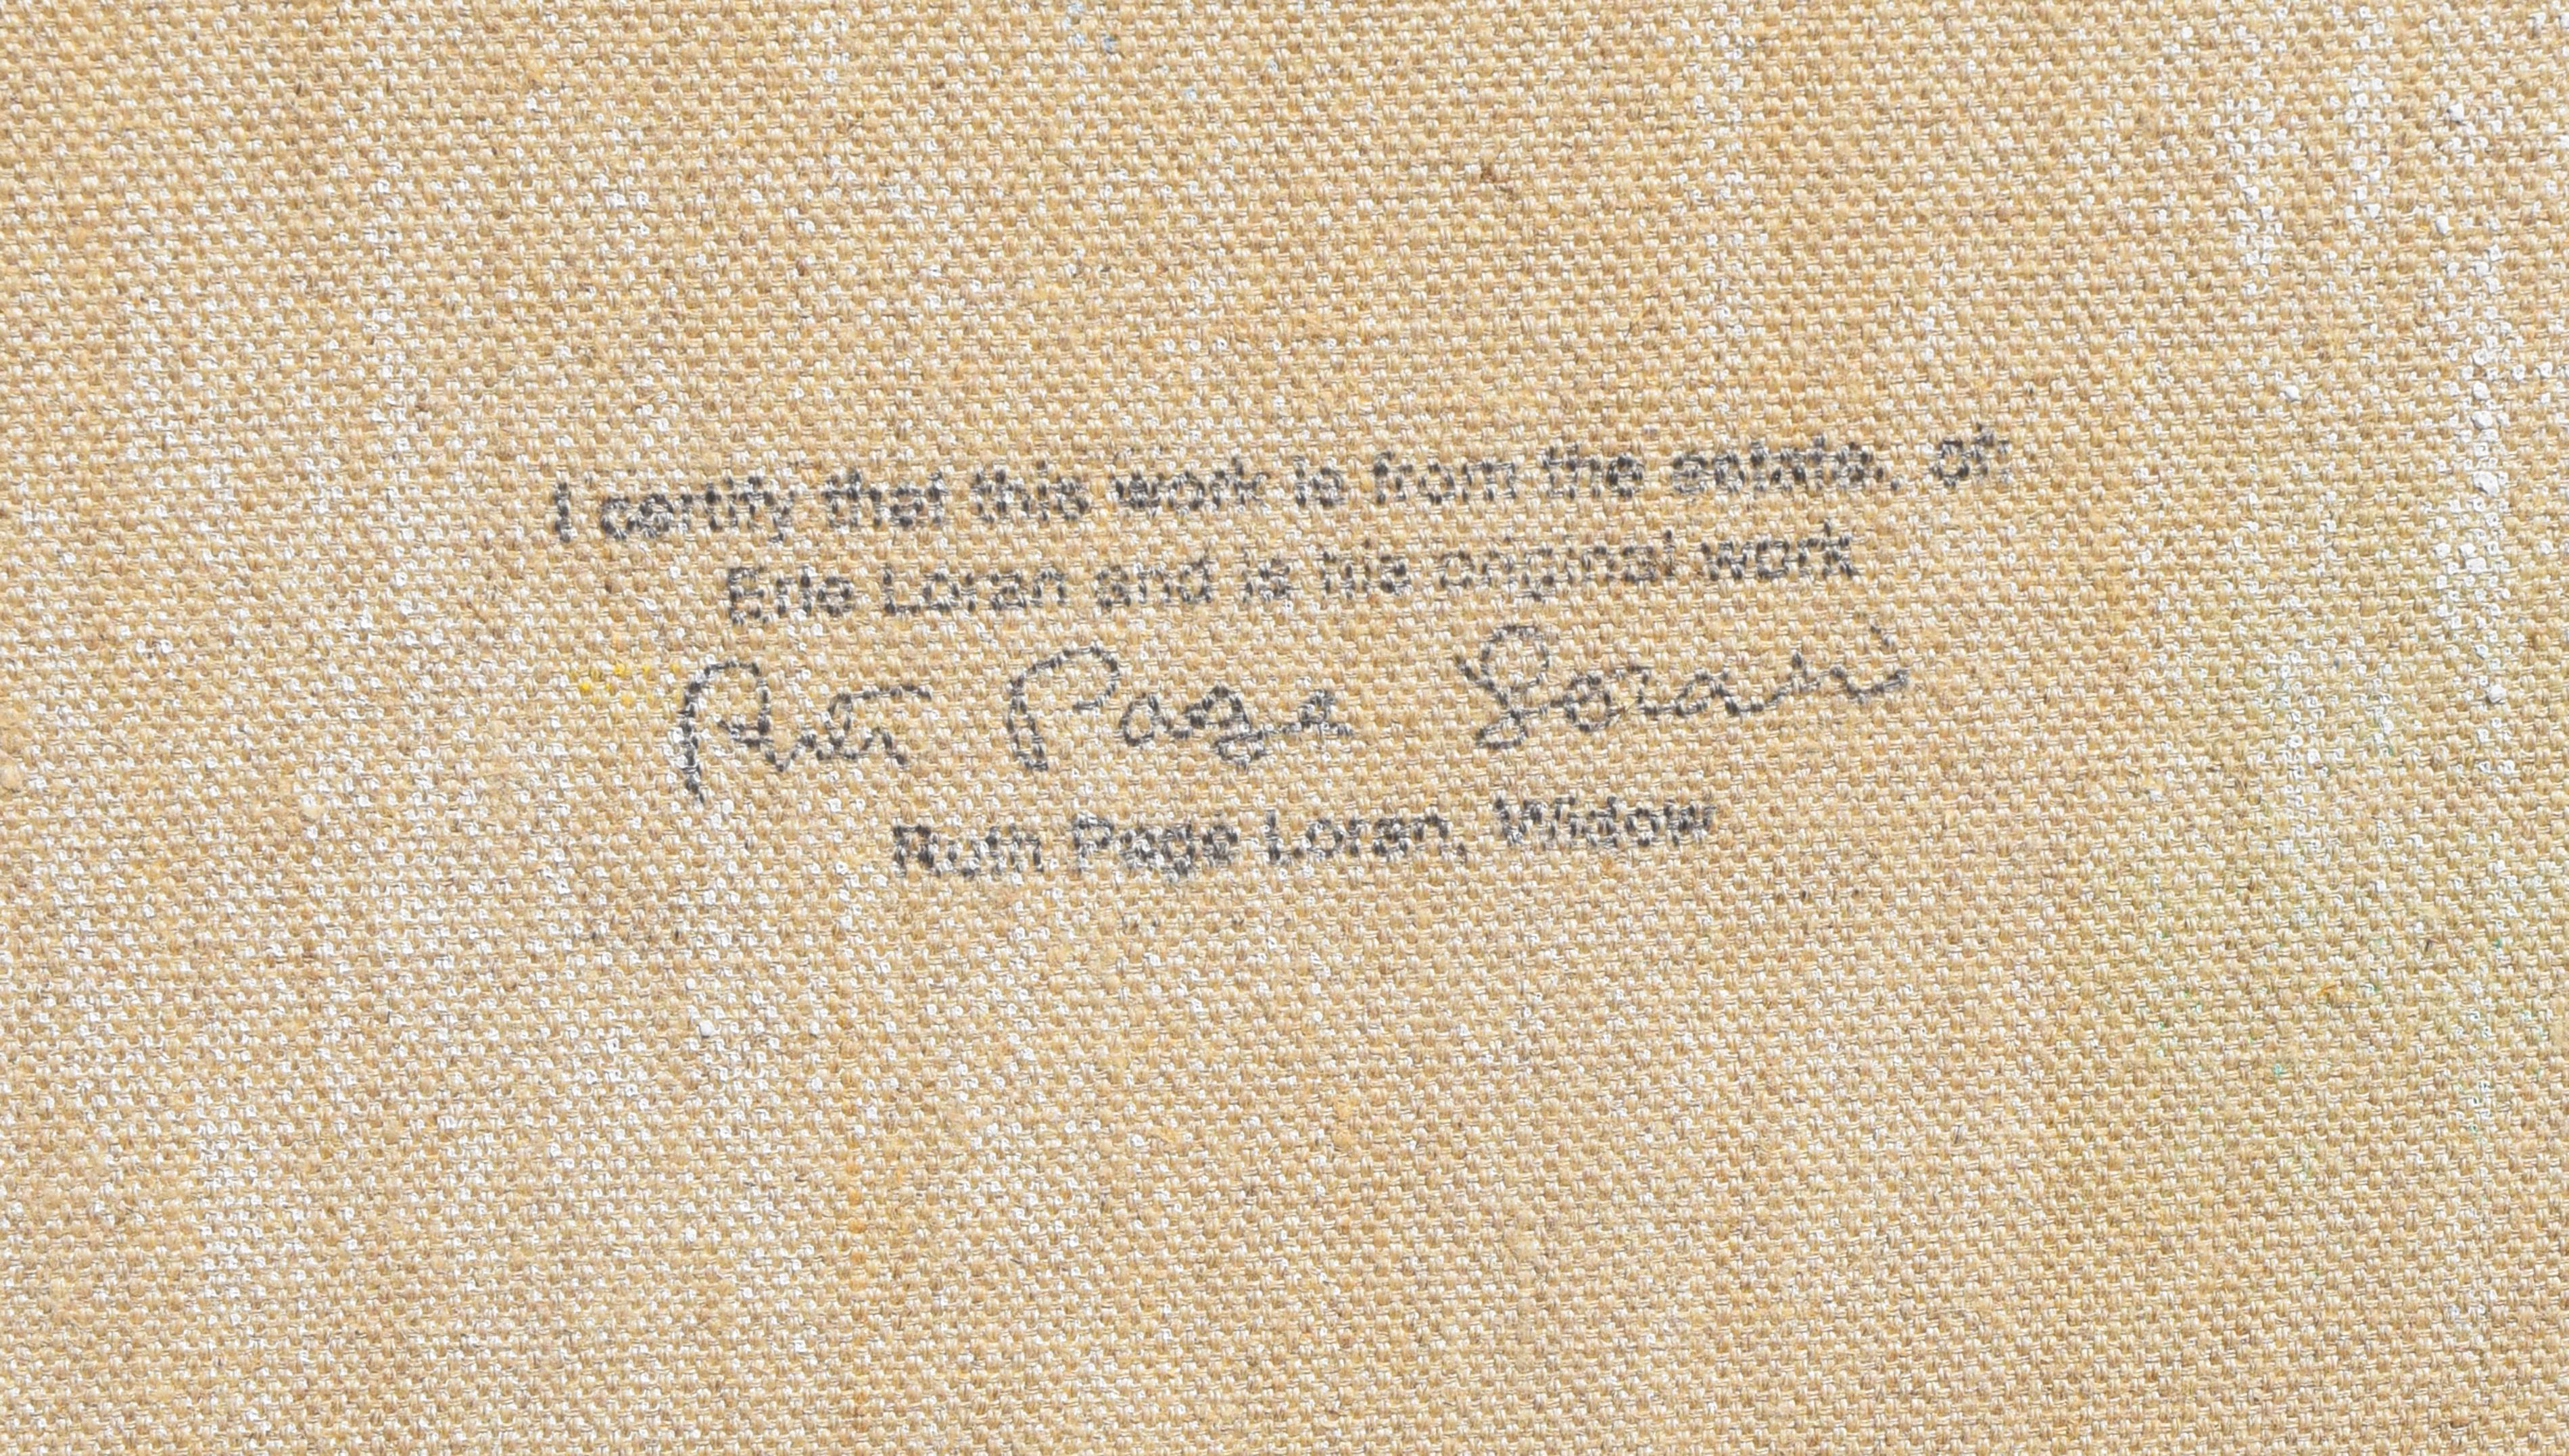 I certify that this work is from the estate. of:
Erle Loran and is his original work
Ruth Page Loran
Ruth Page Loran, Widow